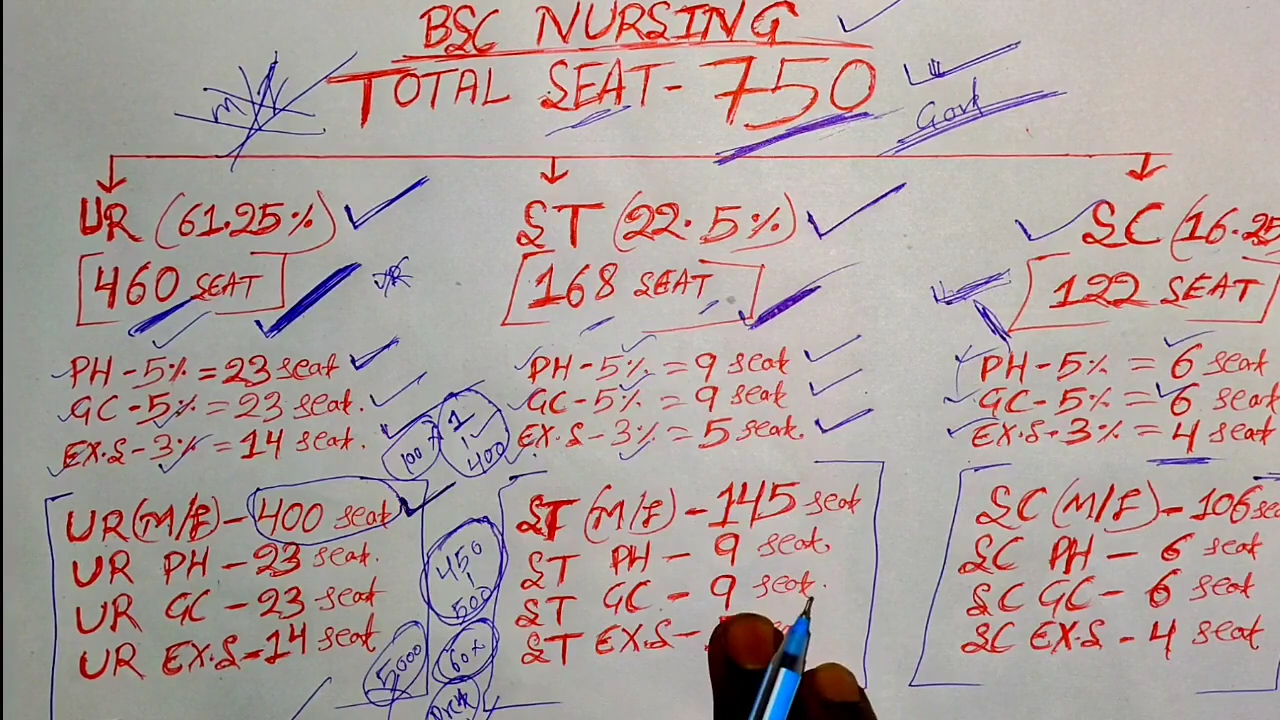 BSC NURSING
TOTAL SEAT- 750
Govt
UR (61.25%)
460 SEAT
PH-5% = 23 seat
GC-5% = 23 seat.
EX.S-3% = 14 seat.
UR(M/F)-400 seat
UR PH-23 seat.
UR GC-23 seat
UR EX.S-14 seat
100%
1
400
450
500
5000
60%
ST (22.5%)
168 SEAT
PH-5% = 9 seat
GC-5% = 9 seat.
EX.S-3% = 5 seat.
ST (M/F)-145 seat
ST PH-9 seat.
ST GC-9 seat.
ST EX.S-
SC (16.25
122 SEAT
PH-5% = 6 seat
GC-5% = 6 seat
EX.S-3% = 4 seat
SC (M/F)-106 se
SC PH-6 seat
SC GC-6 seat
SC EX.S-4 seat